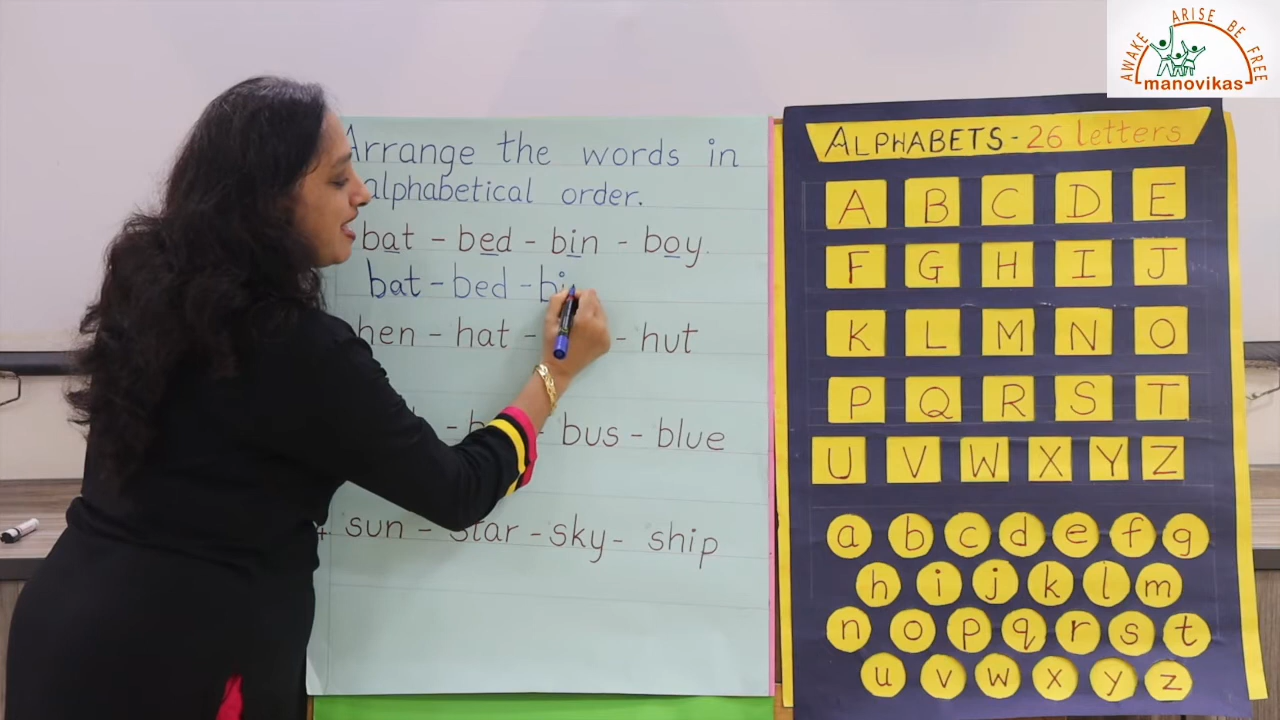 AWAKE ARISE BE FREE
manovikas
Arrange the words in
alphabetical order.
bat - bed - bin - boy.
bat - bed - bi
hen - hat - - hut
- - bus - blue
sun - star - sky - ship
ALPHABETS - 26 letters
A B C D E
F G H I J
K L M N O
P Q R S T
U V W X Y Z
a b c d e f g
h i j k l m
n o p q r s t
u v w x y z